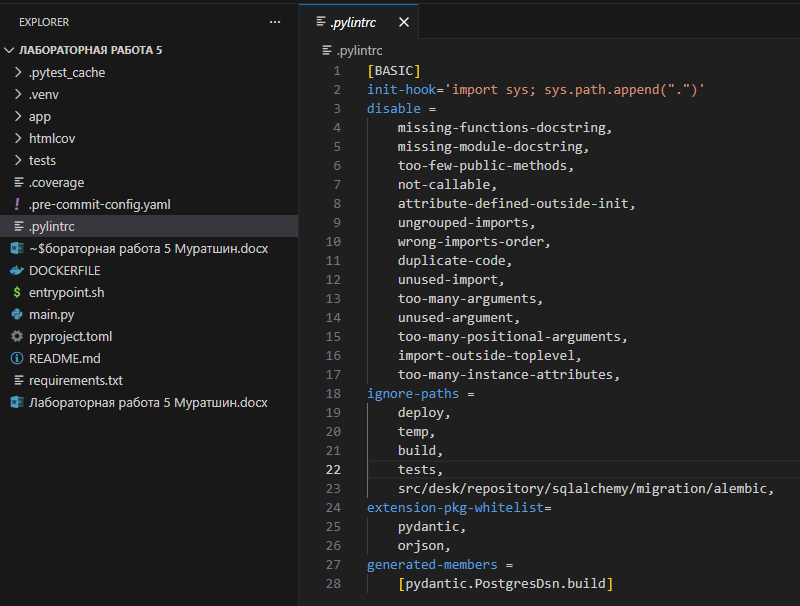 EXPLORER
ЛАБОРАТОРНАЯ РАБОТА 5
.pytest_cache
.venv
app
htmlcov
tests
.coverage
.pre-commit-config.yaml
.pylintrc
~$бораторная работа 5 Муратшин.docx
DOCKERFILE
entrypoint.sh
main.py
pyproject.toml
README.md
requirements.txt
Лабораторная работа 5 Муратшин.docx
.pylintrc
.pylintrc
1 [BASIC]
2 init-hook='import sys; sys.path.append(".")'
3 disable =
4 missing-functions-docstring,
5 missing-module-docstring,
6 too-few-public-methods,
7 not-callable,
8 attribute-defined-outside-init,
9 ungrouped-imports,
10 wrong-imports-order,
11 duplicate-code,
12 unused-import,
13 too-many-arguments,
14 unused-argument,
15 too-many-positional-arguments,
16 import-outside-toplevel,
17 too-many-instance-attributes,
18 ignore-paths =
19 deploy,
20 temp,
21 build,
22 tests,
23 src/desk/repository/sqlalchemy/migration/alembic,
24 extension-pkg-whitelist=
25 pydantic,
26 orjson,
27 generated-members =
28 [pydantic.PostgresDsn.build]